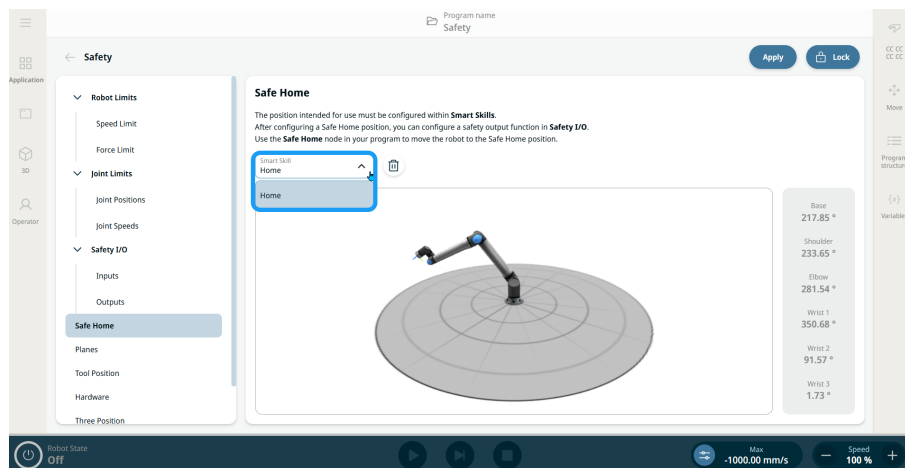 Program name
Safety
Safety
Apply
Lock
CC CC
CC CC
Application
Move
3D
Program
structure
Operator
{x}
Variable
Robot Limits
Speed Limit
Force Limit
Joint Limits
Joint Positions
Joint Speeds
Safety I/O
Inputs
Outputs
Safe Home
Planes
Tool Position
Hardware
Three Position
Safe Home
The position intended for use must be configured within Smart Skills.
After configuring a Safe Home position, you can configure a safety output function in Safety I/O.
Use the Safe Home node in your program to move the robot to the Safe Home position.
Smart Skill
Home
Home
Base
217.85 °
Shoulder
233.65 °
Elbow
281.54 °
Wrist 1
350.68 °
Wrist 2
91.57 °
Wrist 3
1.73 °
Robot State
Off
Max
-1000.00 mm/s
Speed
100 %